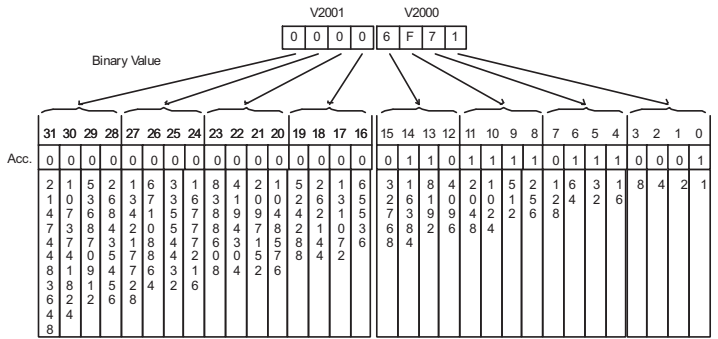 V2001 V2000
0 0 0 0 6 F 7 1
Binary Value
31 30 29 28 27 26 25 24 23 22 21 20 19 18 17 16 15 14 13 12 11 10 9 8 7 6 5 4 3 2 1 0
Acc. 0 0 0 0 0 0 0 0 0 0 0 0 0 0 0 0 0 1 1 0 1 1 1 1 0 1 1 1 0 0 0 1
21474483648 1073741824 536870912 268435456 134217728 67108864 33554432 16777216 8388608 4194304 2097152 1048576 524288 262144 131072 65536 32768 16384 8192 4096 2048 1024 512 256 128 64 32 16 8 4 2 1